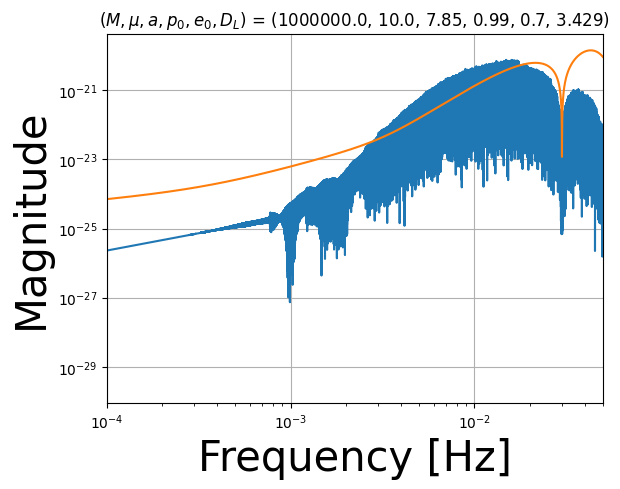 (M, μ, a, p₀, e₀, D_L) = (1000000.0, 10.0, 7.85, 0.99, 0.7, 3.429)
Magnitude
10⁻²¹
10⁻²³
10⁻²⁵
10⁻²⁷
10⁻²⁹
10⁻⁴
10⁻³
10⁻²
Frequency [Hz]